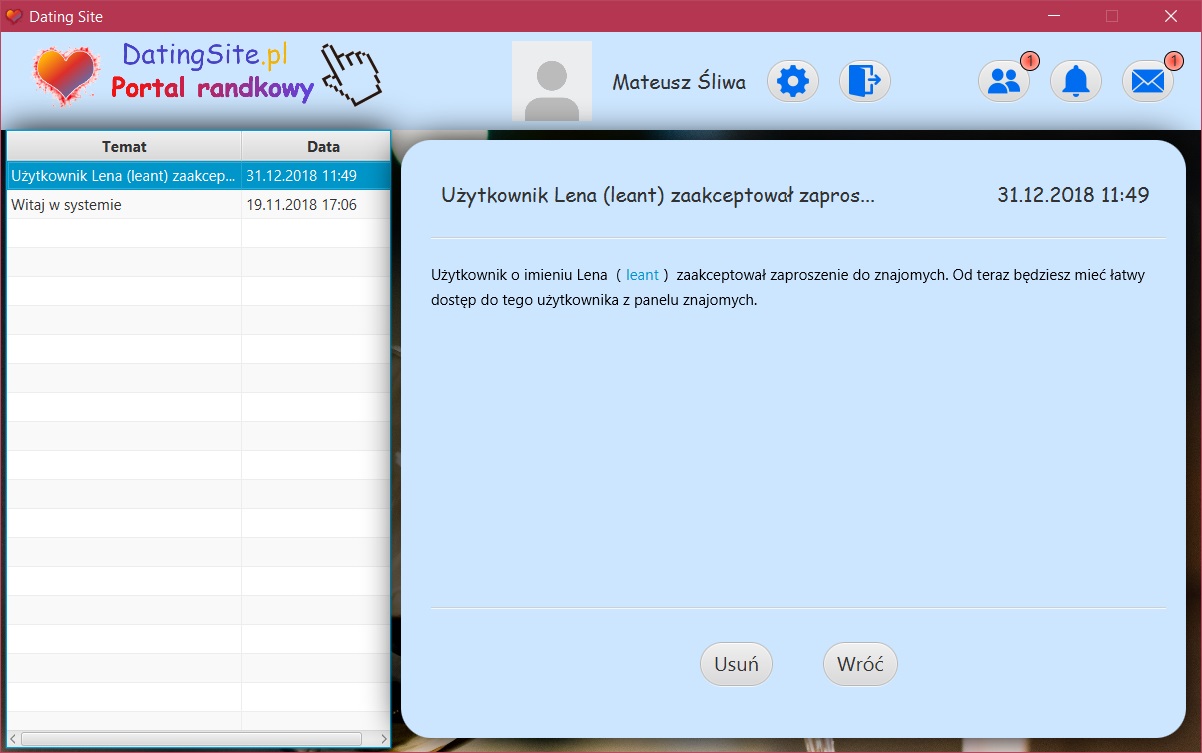 Dating Site
DatingSite.pl
Portal randkowy
Mateusz Śliwa
1
1
Temat Data
Użytkownik Lena (leant) zaakcep... 31.12.2018 11:49
Witaj w systemie 19.11.2018 17:06
Użytkownik Lena (leant) zaakceptował zapros... 31.12.2018 11:49
Użytkownik o imieniu Lena ( leant ) zaakceptował zaproszenie do znajomych. Od teraz będziesz mieć łatwy
dostęp do tego użytkownika z panelu znajomych.
Usuń Wróć